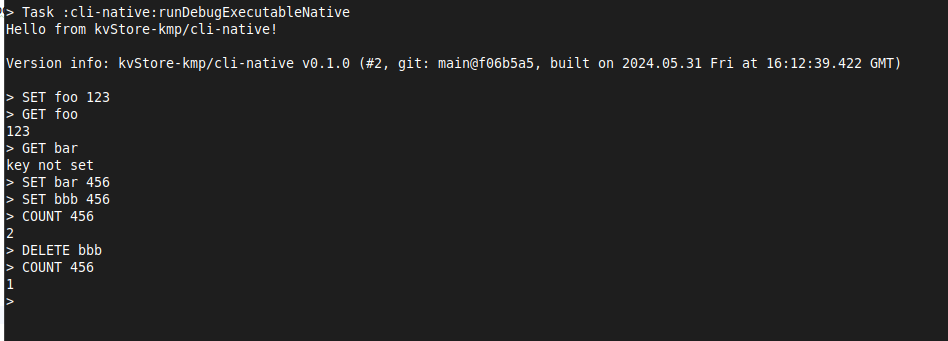 > Task :cli-native:runDebugExecutableNative
Hello from kvStore-kmp/cli-native!
Version info: kvStore-kmp/cli-native v0.1.0 (#2, git: main@f06b5a5, built on 2024.05.31 Fri at 16:12:39.422 GMT)
> SET foo 123
> GET foo
123
> GET bar
key not set
> SET bar 456
> SET bbb 456
> COUNT 456
2
> DELETE bbb
> COUNT 456
1
>